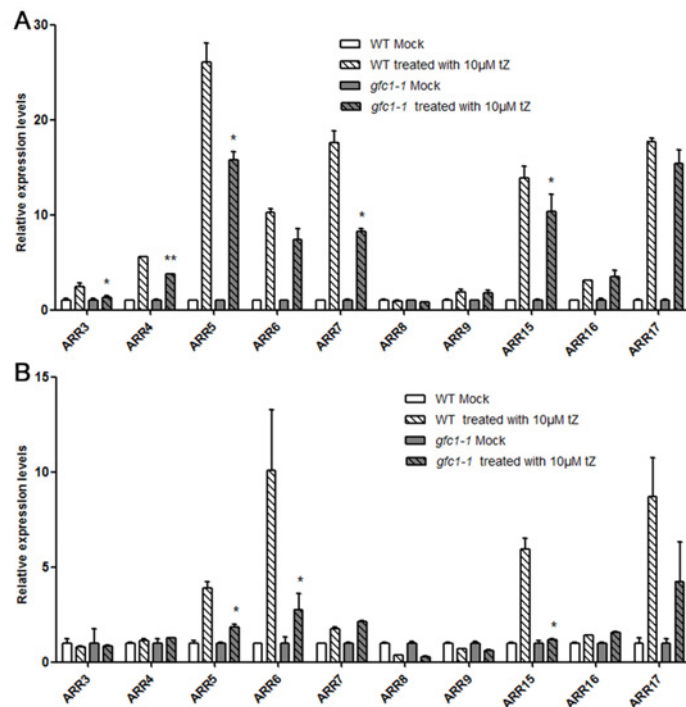 A
30
20
10
0
Relative expression levels
WT Mock
WT treated with 10µM tZ
gfc1-1 Mock
gfc1-1 treated with 10µM tZ
* ** * * *
ARR3 ARR4 ARR5 ARR6 ARR7 ARR8 ARR9 ARR15 ARR16 ARR17
B
15
10
5
0
Relative expression levels
WT Mock
WT treated with 10µM tZ
gfc1-1 Mock
gfc1-1 treated with 10µM tZ
* * *
ARR3 ARR4 ARR5 ARR6 ARR7 ARR8 ARR9 ARR15 ARR16 ARR17